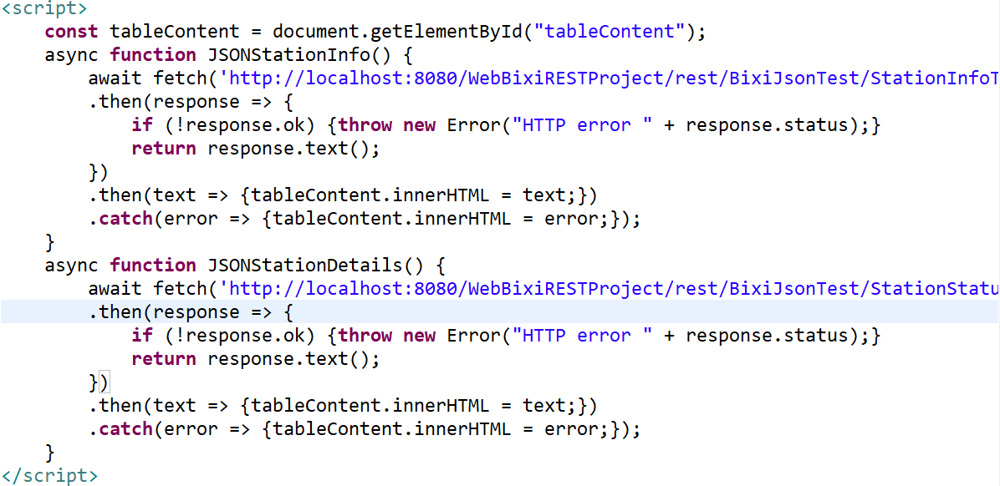 <script>
const tableContent = document.getElementById("tableContent");
async function JSONStationInfo() {
await fetch('http://localhost:8080/WebBixiRESTProject/rest/BixiJsonTest/StationInfoT
.then(response => {
if (!response.ok) {throw new Error("HTTP error " + response.status);}
return response.text();
})
.then(text => {tableContent.innerHTML = text;})
.catch(error => {tableContent.innerHTML = error;});
}
async function JSONStationDetails() {
await fetch('http://localhost:8080/WebBixiRESTProject/rest/BixiJsonTest/StationStatu
.then(response => {
if (!response.ok) {throw new Error("HTTP error " + response.status);}
return response.text();
})
.then(text => {tableContent.innerHTML = text;})
.catch(error => {tableContent.innerHTML = error;});
}
</script>